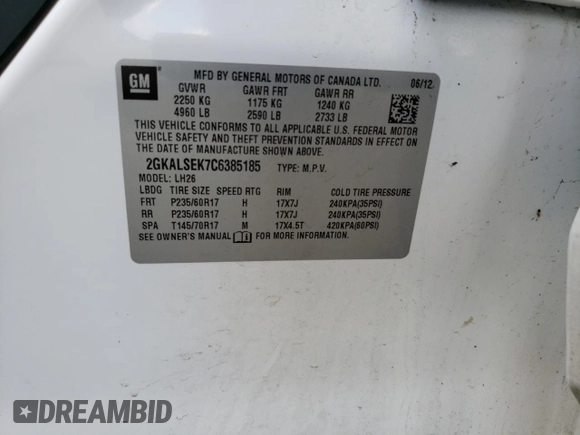 GM
MFD BY GENERAL MOTORS OF CANADA LTD. 06/12
GVWR GAWR FRT GAWR RR
2250 KG 1175 KG 1240 KG
4960 LB 2590 LB 2733 LB
THIS VEHICLE CONFORMS TO ALL APPLICABLE U.S. FEDERAL MOTOR
VEHICLE SAFETY AND THEFT PREVENTION STANDARDS IN EFFECT ON
THE DATE OF MANUFACTURE SHOWN ABOVE.
2GKALSEK7C6385185 TYPE: M.P.V.
MODEL: LH26
LBDG TIRE SIZE SPEED RTG RIM COLD TIRE PRESSURE
FRT P235/60R17 H 17X7J 240KPA(35PSI)
RR P235/60R17 H 17X7J 240KPA(35PSI)
SPA T145/70R17 M 17X4.5T 420KPA(60PSI)
SEE OWNER'S MANUAL FOR MORE INFORMATION.
DREAMBID